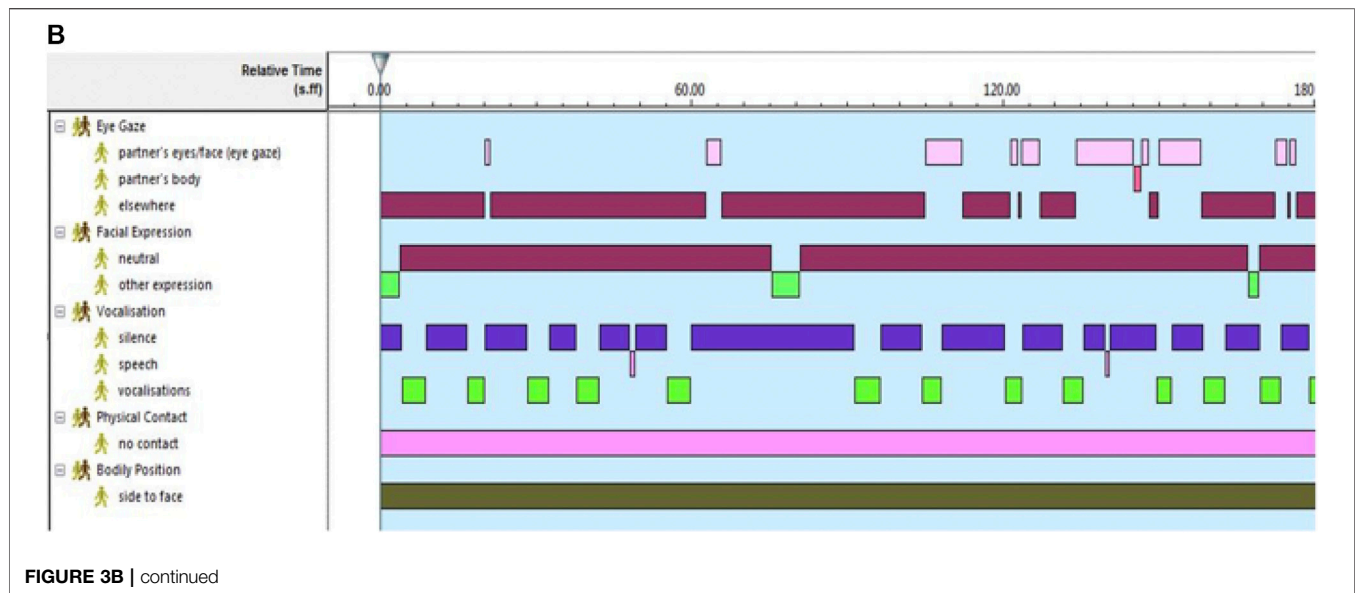 B
Relative Time
(s.ff)
0.00 60.00 120.00 180
Eye Gaze
partner's eyes/face (eye gaze)
partner's body
elsewhere
Facial Expression
neutral
other expression
Vocalisation
silence
speech
vocalisations
Physical Contact
no contact
Bodily Position
side to face
FIGURE 3B | continued